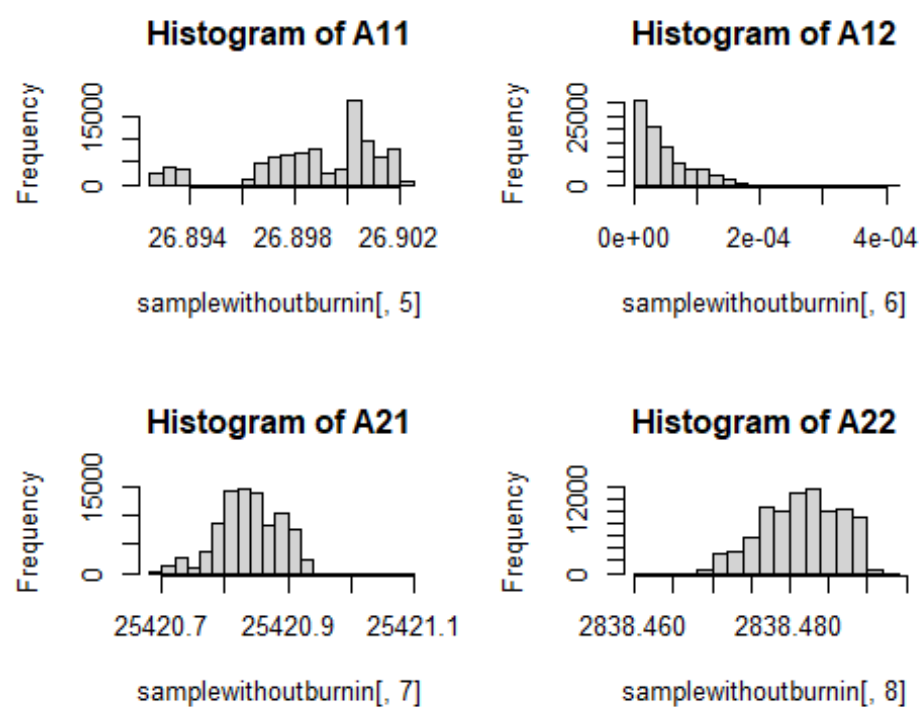 Histogram of A11
Frequency
0 15000
26.894 26.898 26.902
samplewithoutburnin[, 5]
Histogram of A12
Frequency
0 25000
0e+00 2e-04 4e-04
samplewithoutburnin[, 6]
Histogram of A21
Frequency
0 15000
25420.7 25420.9 25421.1
samplewithoutburnin[, 7]
Histogram of A22
Frequency
0 12000
2838.460 2838.480
samplewithoutburnin[, 8]